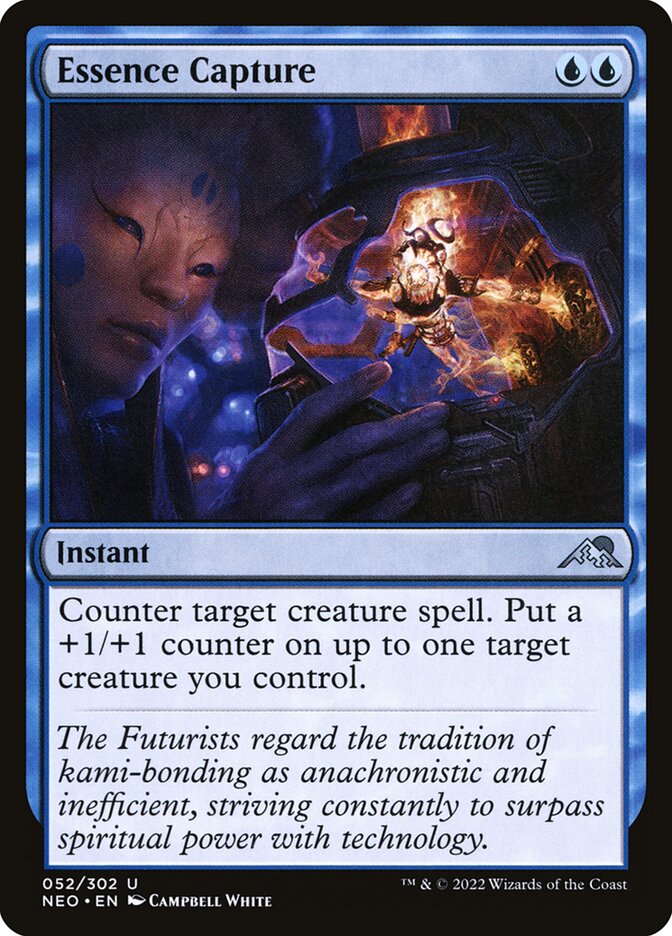 Essence Capture
Instant
Counter target creature spell. Put a
+1/+1 counter on up to one target
creature you control.
The Futurists regard the tradition of
kami-bonding as anachronistic and
inefficient, striving constantly to surpass
spiritual power with technology.
052/302 U
™ & © 2022 Wizards of the Coast
NEO • EN Campbell White